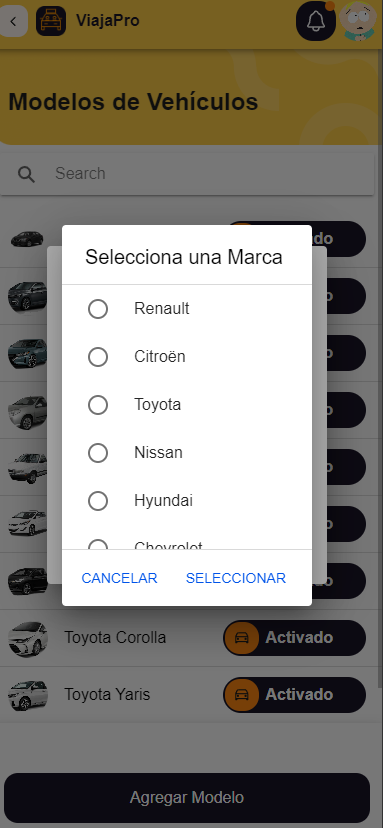 ViajaPro
Modelos de Vehículos
Search
Selecciona una Marca
Renault
Citroën
Toyota
Nissan
Hyundai
Chevrolet
CANCELAR SELECCIONAR
Toyota Corolla Activado
Toyota Yaris Activado
Agregar Modelo